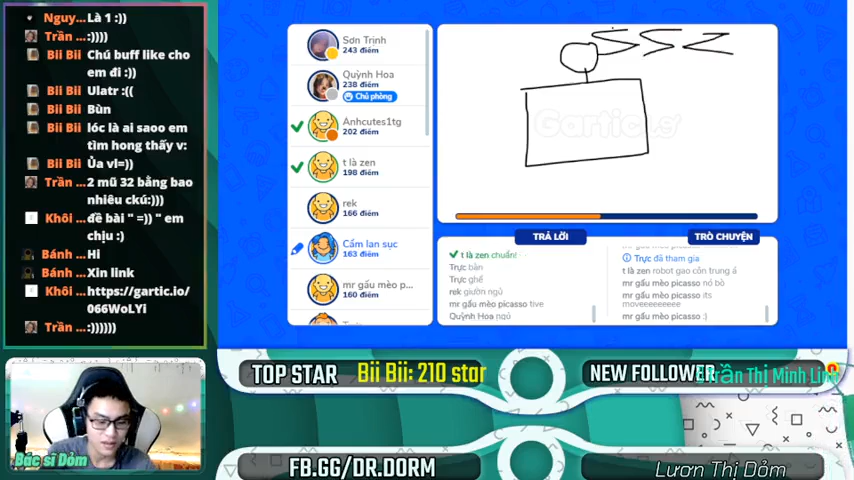 Nguy... Là 1 :))
Trần ... :))))
Bii Bii Chú buff like cho
em đi :))
Bii Bii Ulatr :((
Bii Bii Bùn
Bii Bii lóc là ai saoo em
tìm hong thấy v:
Bii Bii Ủa vl=))
Trần ... 2 mũ 32 bằng bao
nhiêu ckú:)))
Khôi ... đề bài " =)) " em
chịu :)
Bánh ... Hi
Bánh ... Xin link
Khôi ... https://gartic.io/
066WoLYi
Trần ... :))))))
Sơn Trinh
243 điểm
Quỳnh Hoa
238 điểm
Chủ phòng
Anhcutes1tg
202 điểm
t là zen
198 điểm
rek
166 điểm
Cấm lan sục
163 điểm
mr gấu mèo p...
160 điểm
SSZ
Gartic
TRẢ LỜI
t là zen chuẩn!
Trực bàn
Trực ghế
rek giườn ngủ
mr gấu mèo picasso tive
Quỳnh Hoa ngủ
TRÒ CHUYỆN
Trực đã tham gia
t là zen robot gao cồn trung á
mr gấu mèo picasso nó bò
mr gấu mèo picasso its
moveeeeeeeee
mr gấu mèo picasso :)
TOP STAR
Bii Bii: 210 star
NEW FOLLOWER
Trần Thị Minh Linh
Bác sĩ Dỏm
FB.GG/DR.DORM
Lươn Thị Dỏm